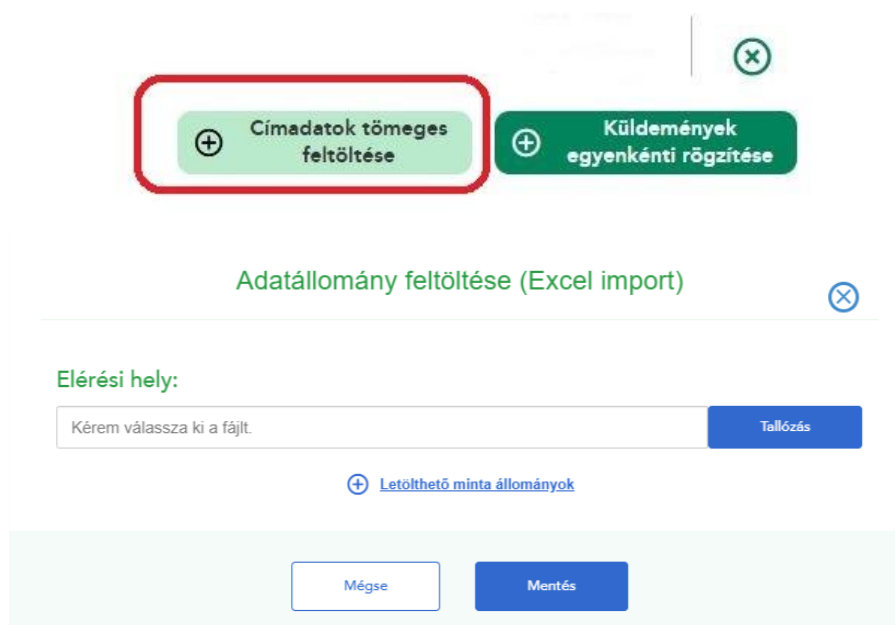 Címadatok tömeges
feltöltése
Küldemények
egyenkénti rögzítése
Adatállomány feltöltése (Excel import)
Elérési hely:
Kérem válassza ki a fájlt.
Tallózás
Letölthető minta állományok
Mégse
Mentés